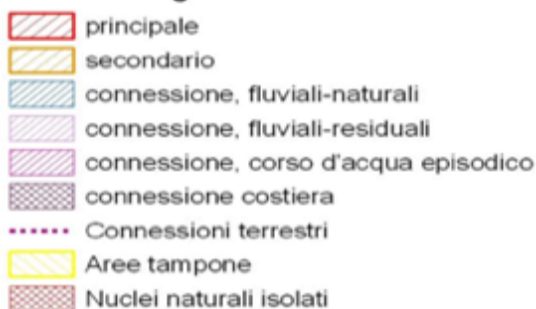 principale
secondario
connessione, fluviali-naturali
connessione, fluviali-residuali
connessione, corso d'acqua episodico
connessione costiera
Connessioni terrestri
Aree tampone
Nuclei naturali isolati